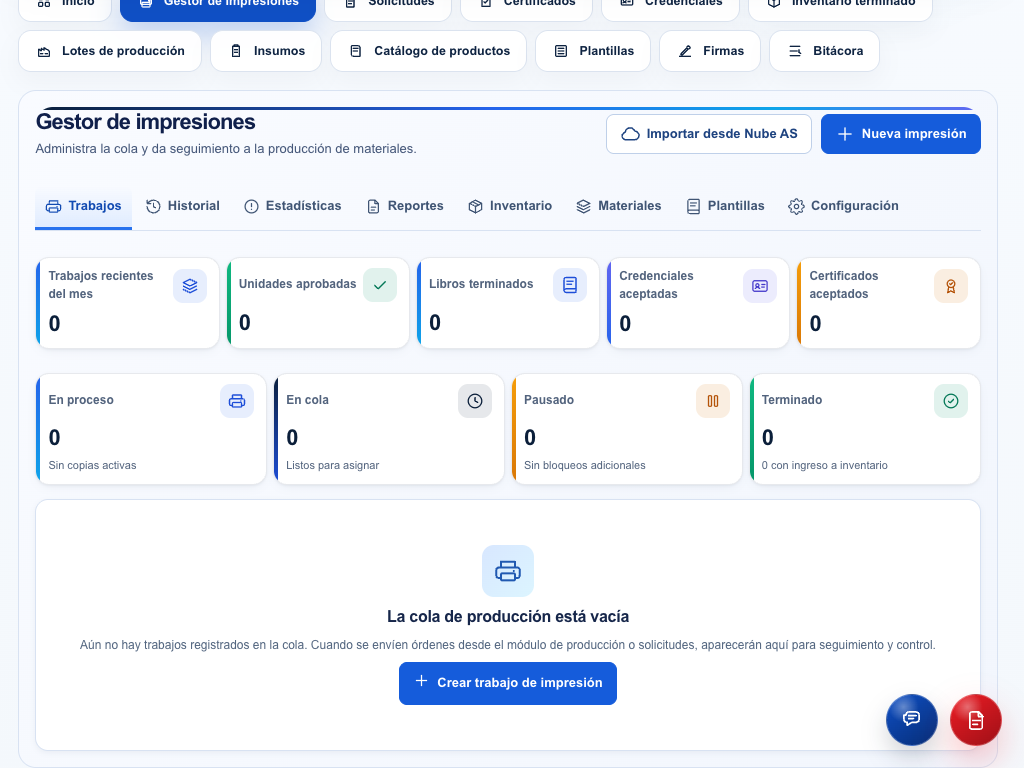 Inicio
Gestor de impresiones
Solicitudes
Certificados
Credenciales
Inventario terminado
Lotes de producción
Insumos
Catálogo de productos
Plantillas
Firmas
Bitácora
Gestor de impresiones
Administra la cola y da seguimiento a la producción de materiales.
Importar desde Nube AS
Nueva impresión
Trabajos
Historial
Estadísticas
Reportes
Inventario
Materiales
Plantillas
Configuración
Trabajos recientes
del mes
0
Unidades aprobadas
0
Libros terminados
0
Credenciales
aceptadas
0
Certificados
aceptados
0
En proceso
0
Sin copias activas
En cola
0
Listos para asignar
Pausado
0
Sin bloqueos adicionales
Terminado
0
0 con ingreso a inventario
La cola de producción está vacía
Aún no hay trabajos registrados en la cola. Cuando se envíen órdenes desde el módulo de producción o solicitudes, aparecerán aquí para seguimiento y control.
Crear trabajo de impresión